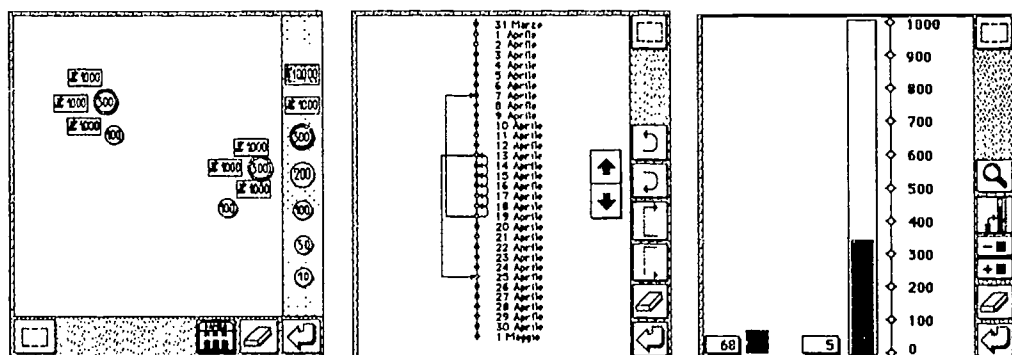 £ 1000
£ 1000
500
£ 1000
100
£ 1000
£ 1000
500
£ 1000
100
£ 10000
£ 1000
500
200
100
50
10
31 Marzo
1 Aprile
2 Aprile
3 Aprile
4 Aprile
5 Aprile
6 Aprile
7 Aprile
8 Aprile
9 Aprile
10 Aprile
11 Aprile
12 Aprile
13 Aprile
14 Aprile
15 Aprile
16 Aprile
17 Aprile
18 Aprile
19 Aprile
20 Aprile
21 Aprile
22 Aprile
23 Aprile
24 Aprile
25 Aprile
26 Aprile
27 Aprile
28 Aprile
29 Aprile
30 Aprile
1 Maggio
1000
900
800
700
600
500
400
300
200
100
0
68
5